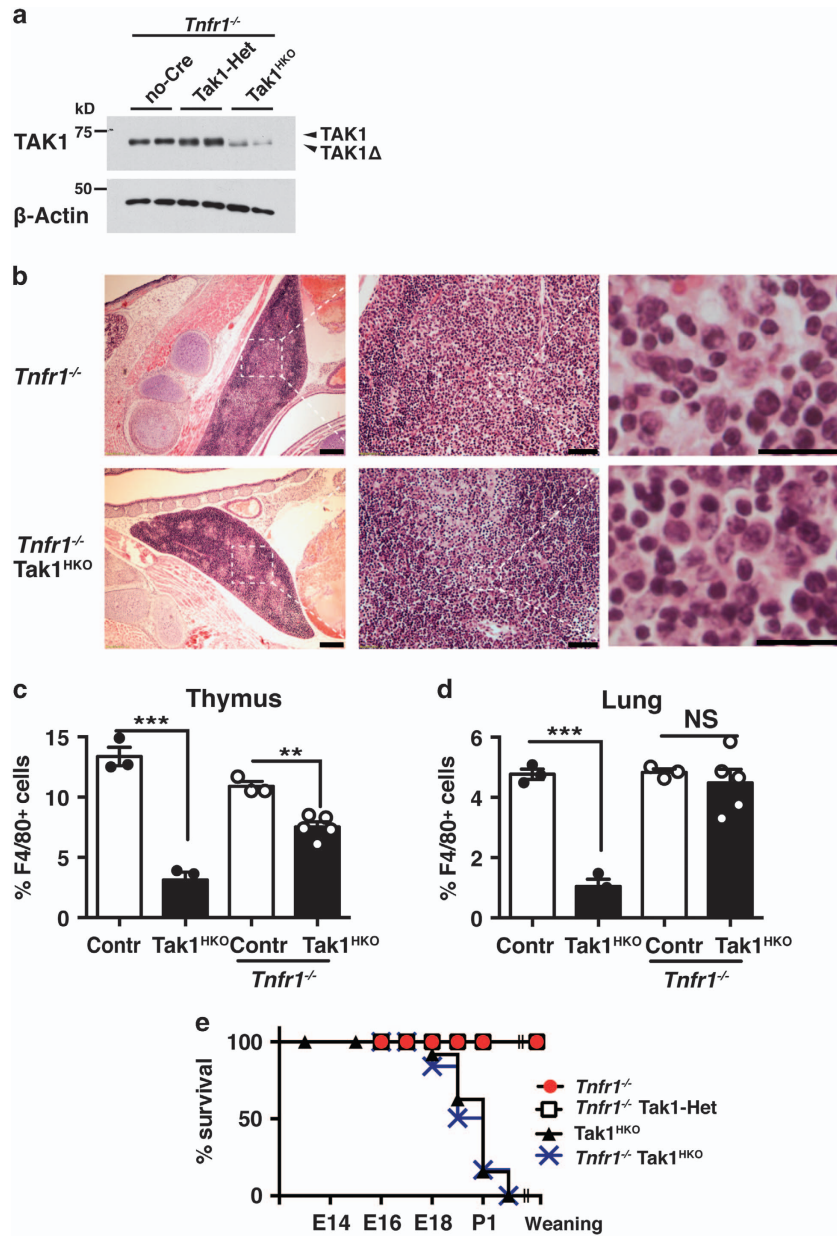 a
Tnfr1-/-
no-Cre Tak1-Het Tak1HKO
kD
TAK1 75 TAK1
TAK1Δ
50
β-Actin
b
Tnfr1-/-
Tnfr1-/-
Tak1HKO
c
Thymus
***
**
% F4/80+ cells
15
10
5
0
Contr Tak1HKO Contr Tak1HKO
Tnfr1-/-
d
Lung
***
NS
% F4/80+ cells
6
4
2
0
Contr Tak1HKO Contr Tak1HKO
Tnfr1-/-
e
% survival
100
50
0
E14 E16 E18 P1 Weaning
Tnfr1-/-
Tnfr1-/- Tak1-Het
Tak1HKO
Tnfr1-/- Tak1HKO